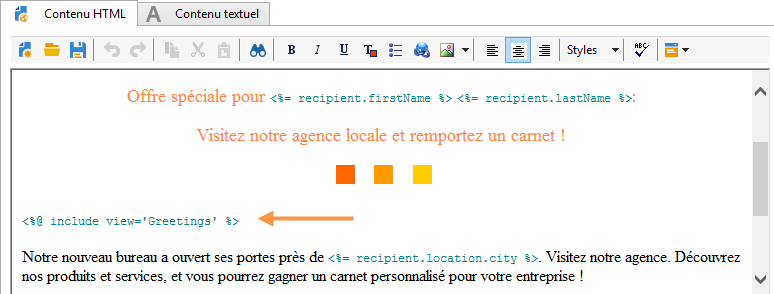 Contenu HTML A Contenu textuel
B I U T Styles ABC
Offre spéciale pour <%= recipient.firstName %> <%= recipient.lastName %>:
Visitez notre agence locale et remportez un carnet !
<%@ include view='Greetings' %>
Notre nouveau bureau a ouvert ses portes près de <%= recipient.location.city %>. Visitez notre agence. Découvrez
nos produits et services, et vous pourrez gagner un carnet personnalisé pour votre entreprise !